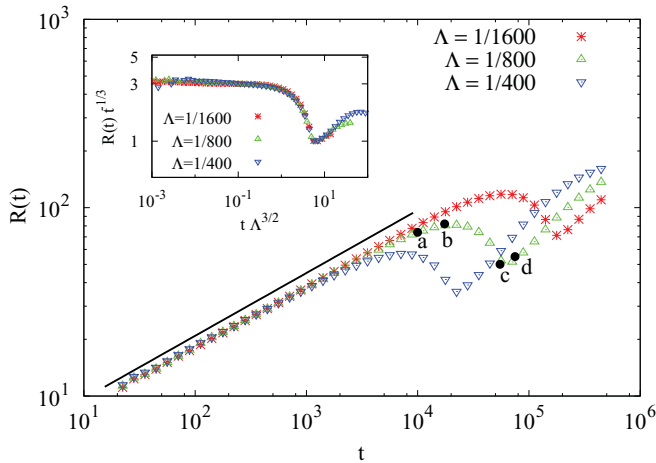 10^3
10^2
10^1
R(t)
10^1 10^2 10^3 10^4 10^5 10^6
t
Λ = 1/1600
Λ = 1/800
Λ = 1/400
a
b
c
d
5
3
1
R(t) t^{-1/3}
10^{-3} 10^{-1} 10^1
t Λ^{3/2}
Λ=1/1600
Λ=1/800
Λ=1/400